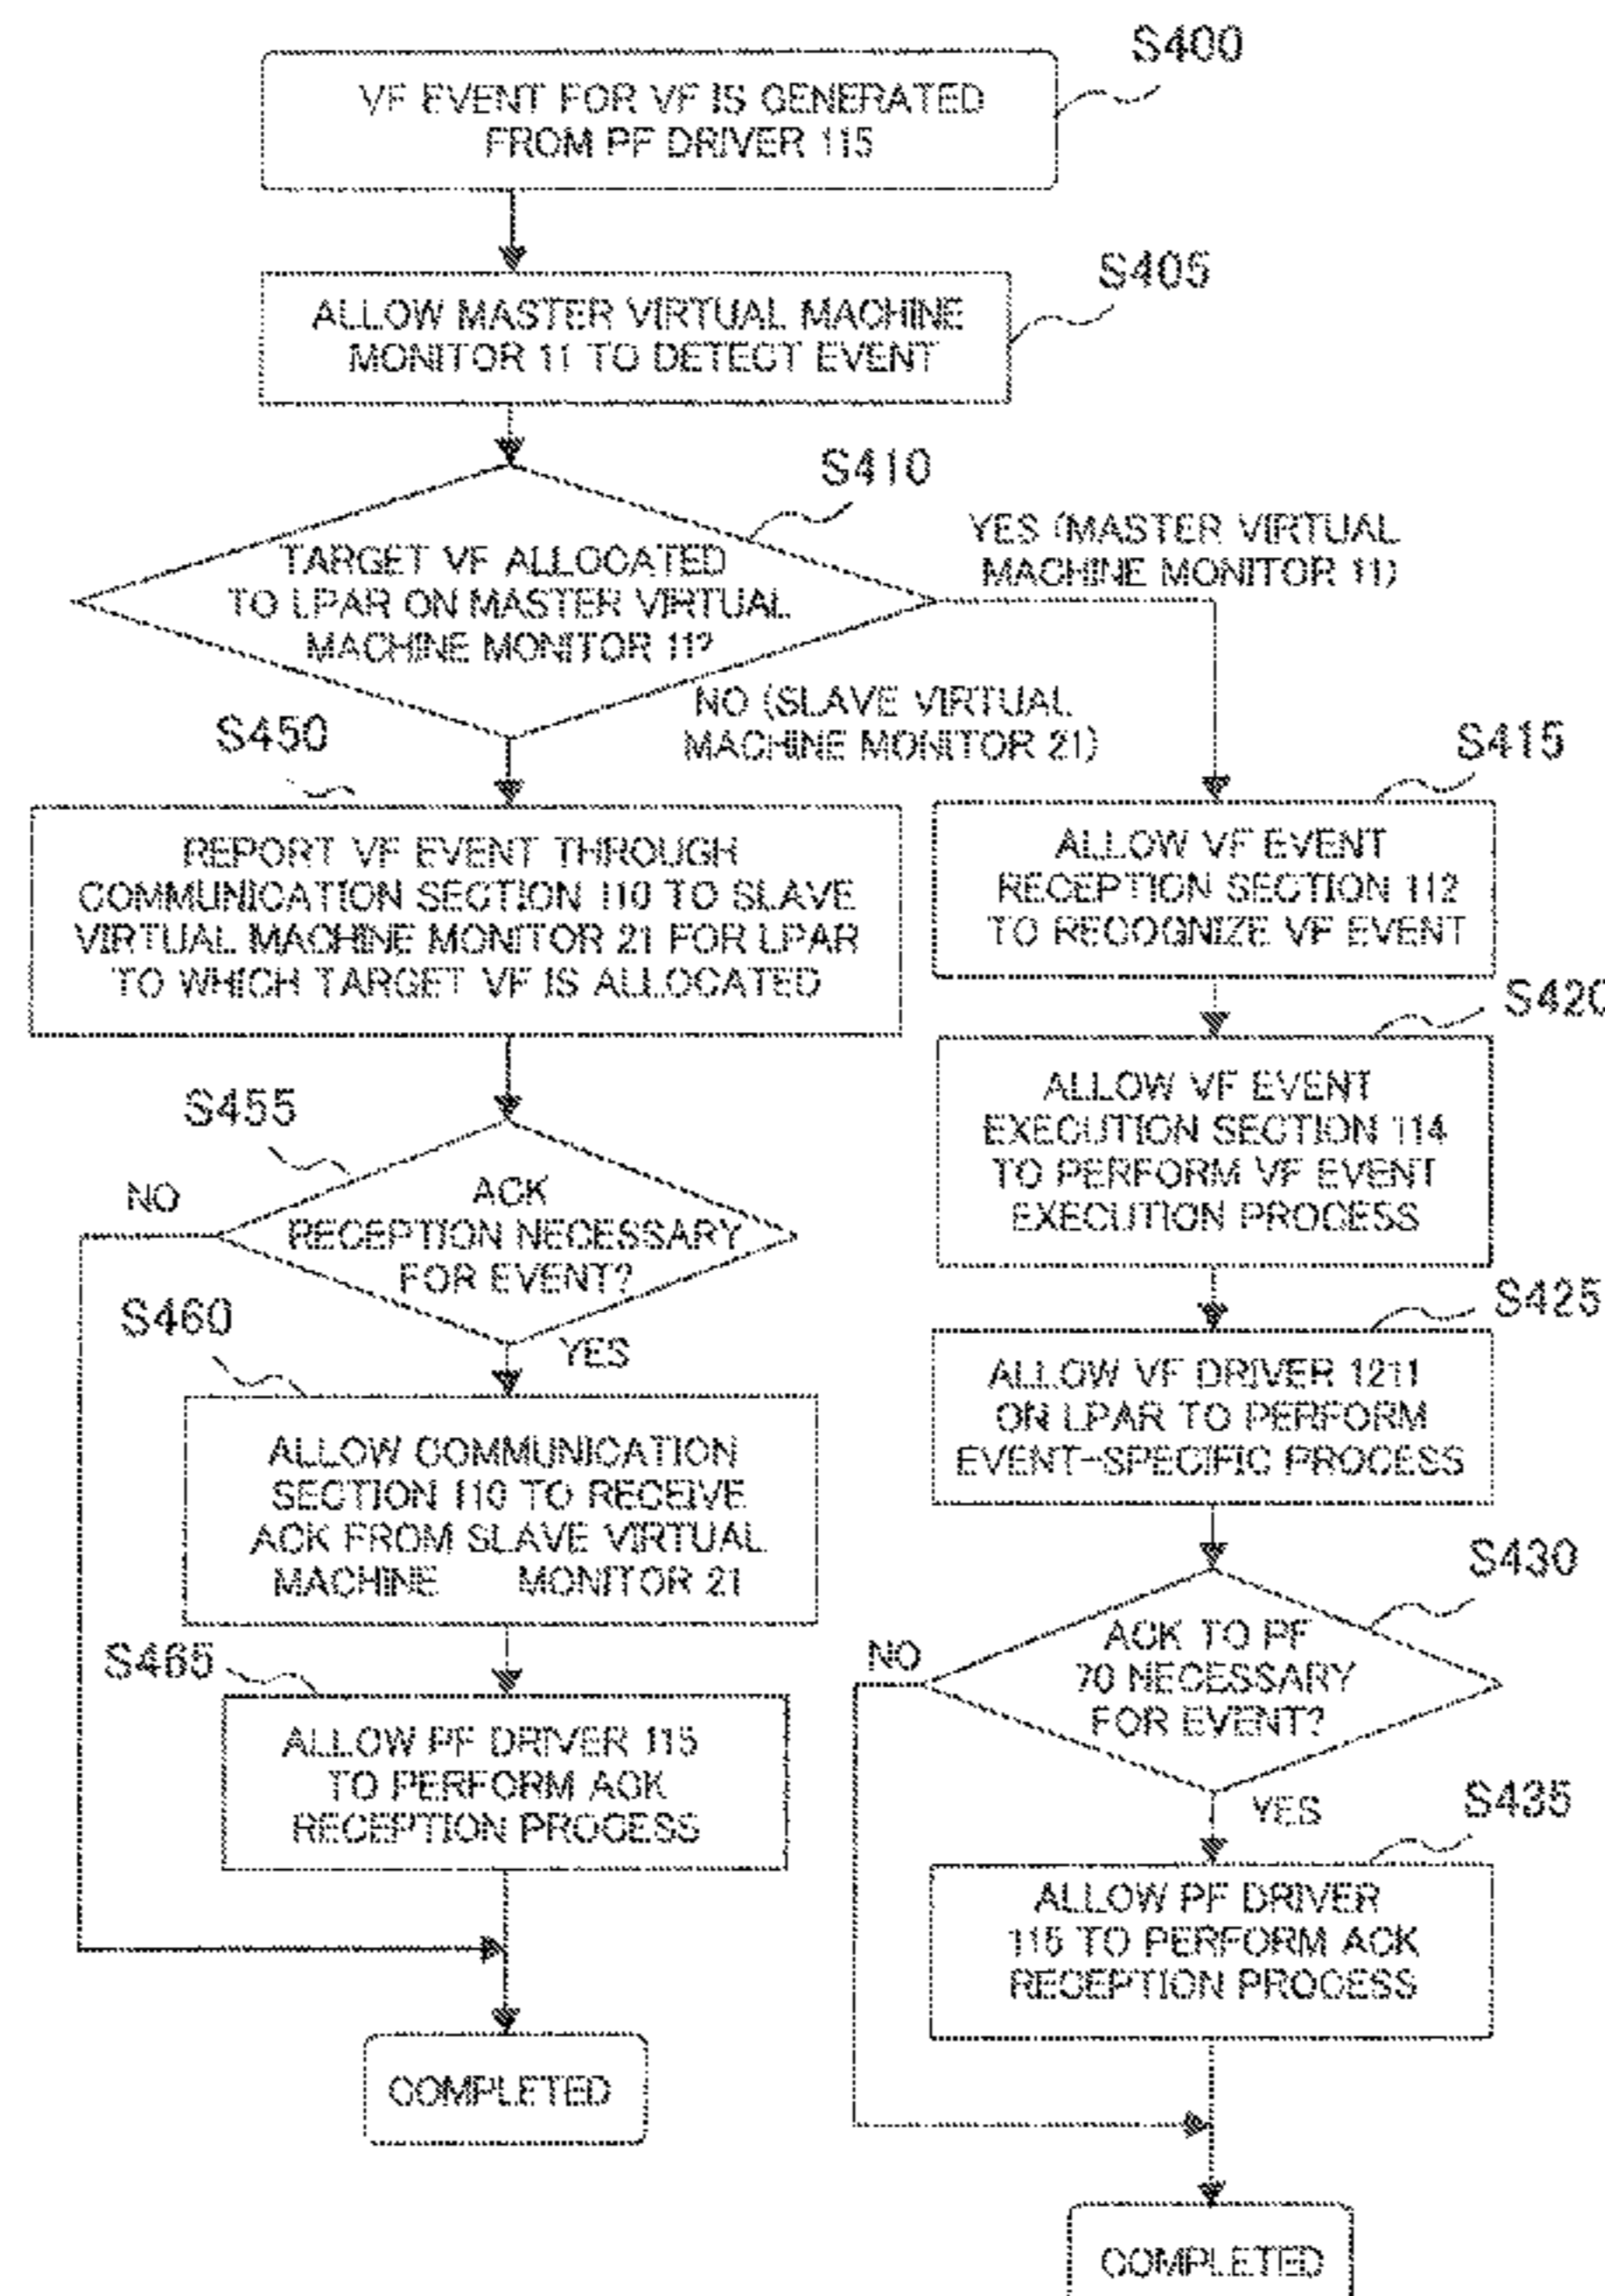 S400
VF EVENT FOR VF IS GENERATED
FROM PF DRIVER 115
S405
ALLOW MASTER VIRTUAL MACHINE
MONITOR 11 TO DETECT EVENT
S410
TARGET VF ALLOCATED
TO LPAR ON MASTER VIRTUAL
MACHINE MONITOR 11?
YES (MASTER VIRTUAL
MACHINE MONITOR 11)
NO (SLAVE VIRTUAL
MACHINE MONITOR 21)
S450
REPORT VF EVENT THROUGH
COMMUNICATION SECTION 110 TO SLAVE
VIRTUAL MACHINE MONITOR 21 FOR LPAR
TO WHICH TARGET VF IS ALLOCATED
S455
ACK
RECEPTION NECESSARY
FOR EVENT?
NO
YES
S460
ALLOW COMMUNICATION
SECTION 110 TO RECEIVE
ACK FROM SLAVE VIRTUAL
MACHINE MONITOR 21
S465
ALLOW PF DRIVER 115
TO PERFORM ACK
RECEPTION PROCESS
COMPLETED
S415
ALLOW VF EVENT
RECEPTION SECTION 112
TO RECOGNIZE VF EVENT
S420
ALLOW VF EVENT
EXECUTION SECTION 114
TO PERFORM VF EVENT
EXECUTION PROCESS
S425
ALLOW VF DRIVER 1211
ON LPAR TO PERFORM
EVENT-SPECIFIC PROCESS
S430
ACK TO PF
70 NECESSARY
FOR EVENT?
NO
YES
S435
ALLOW PF DRIVER
115 TO PERFORM ACK
RECEPTION PROCESS
COMPLETED